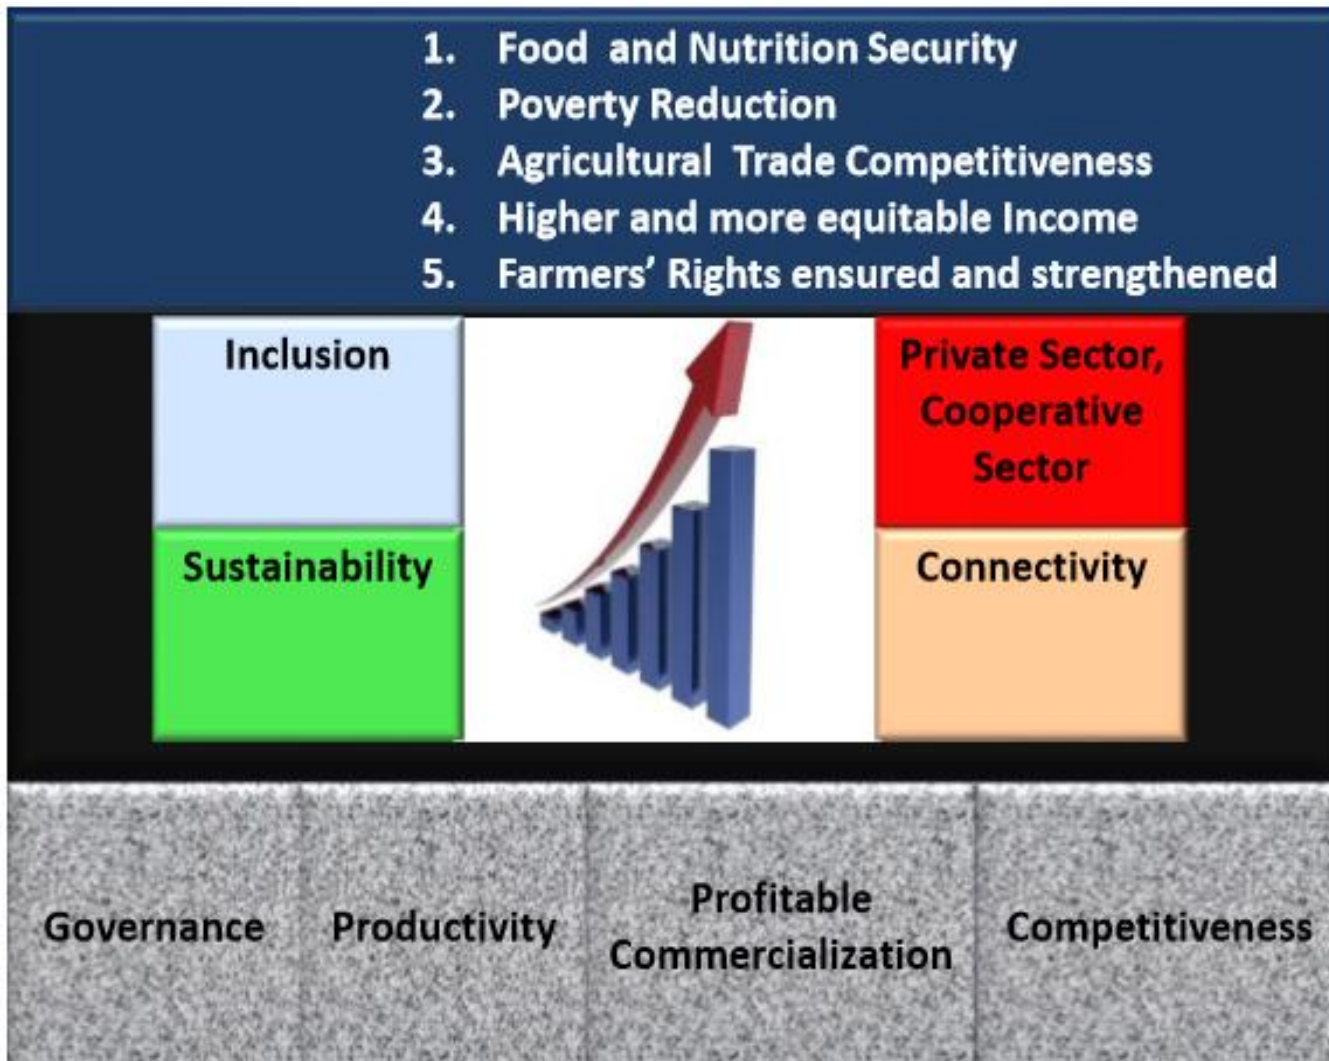 1. Food and Nutrition Security
2. Poverty Reduction
3. Agricultural Trade Competitiveness
4. Higher and more equitable Income
5. Farmers’ Rights ensured and strengthened
Inclusion
Private Sector,
Cooperative
Sector
Sustainability
Connectivity
Governance
Productivity
Profitable
Commercialization
Competitiveness